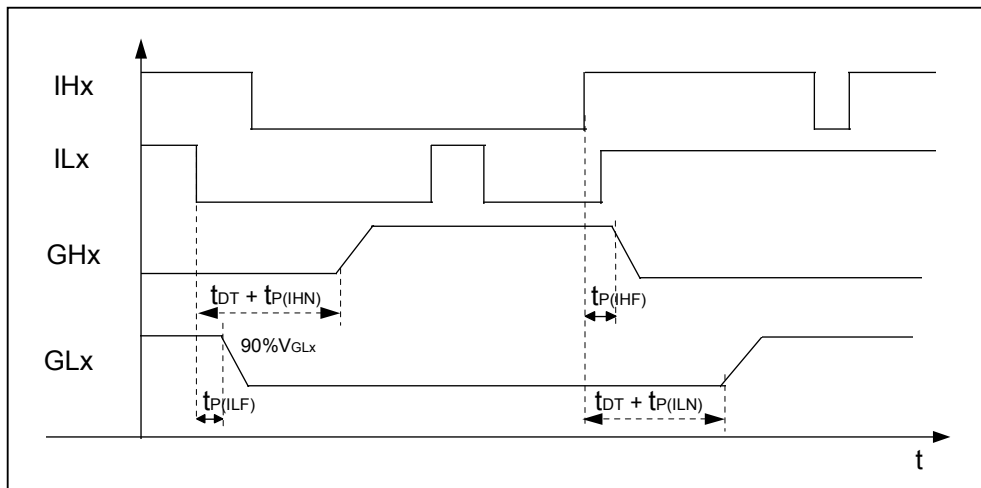 IHx
ILx
GHx
tDT + tP(IHN)
tP(IHF)
GLx
90%VGLx
tP(ILF)
tDT + tP(ILN)
t